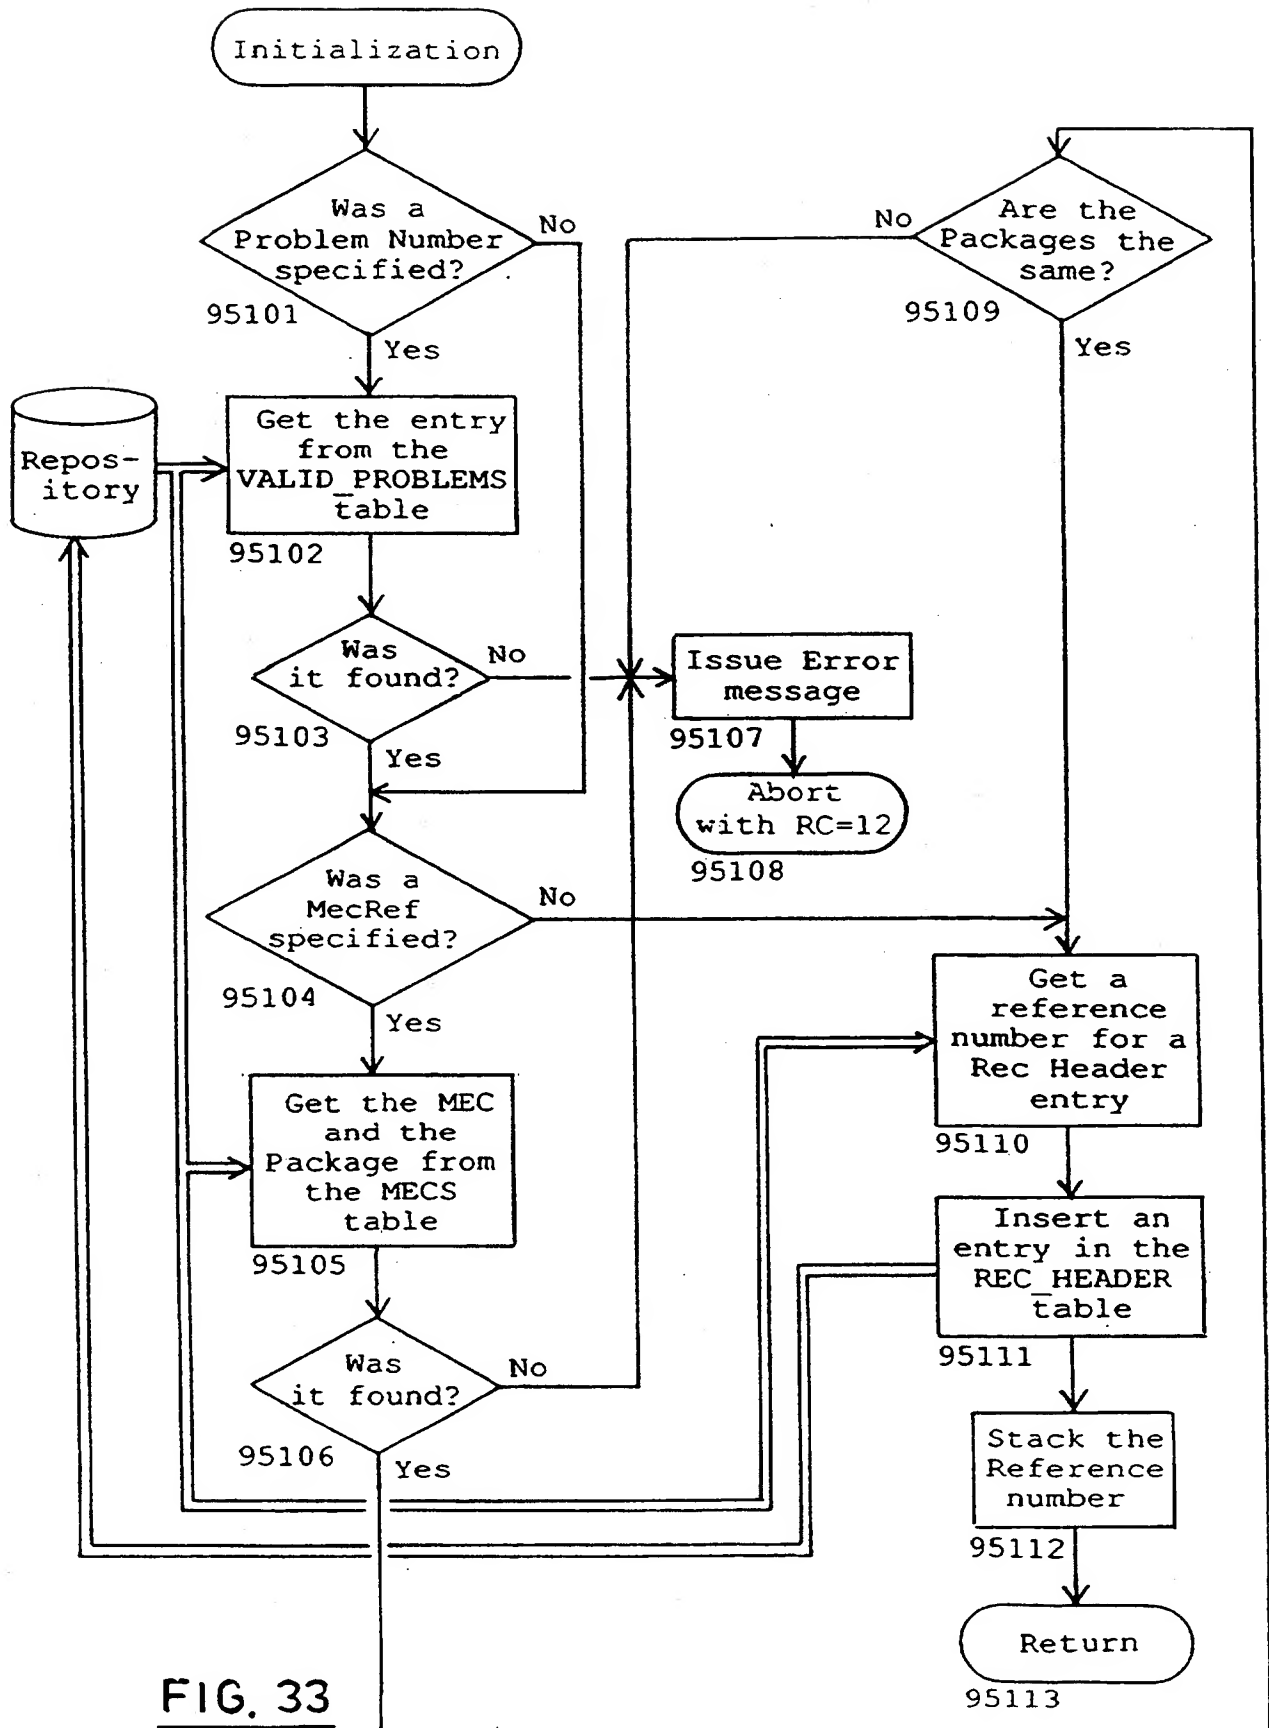 Initialization
Was a
Problem Number
specified?
No
95101
Yes
Repos-
itory
Get the entry
from the
VALID_PROBLEMS
table
95102
Was
it found?
No
95103
Yes
Issue Error
message
95107
Abort
with RC=12
95108
Was a
MecRef
specified?
No
95104
Yes
Get the MEC
and the
Package from
the MECS
table
95105
Was
it found?
No
95106
Yes
Are the
Packages the
same?
No
95109
Yes
Get a
reference
number for a
Rec Header
entry
95110
Insert an
entry in the
REC_HEADER
table
95111
Stack the
Reference
number
95112
Return
95113
FIG. 33